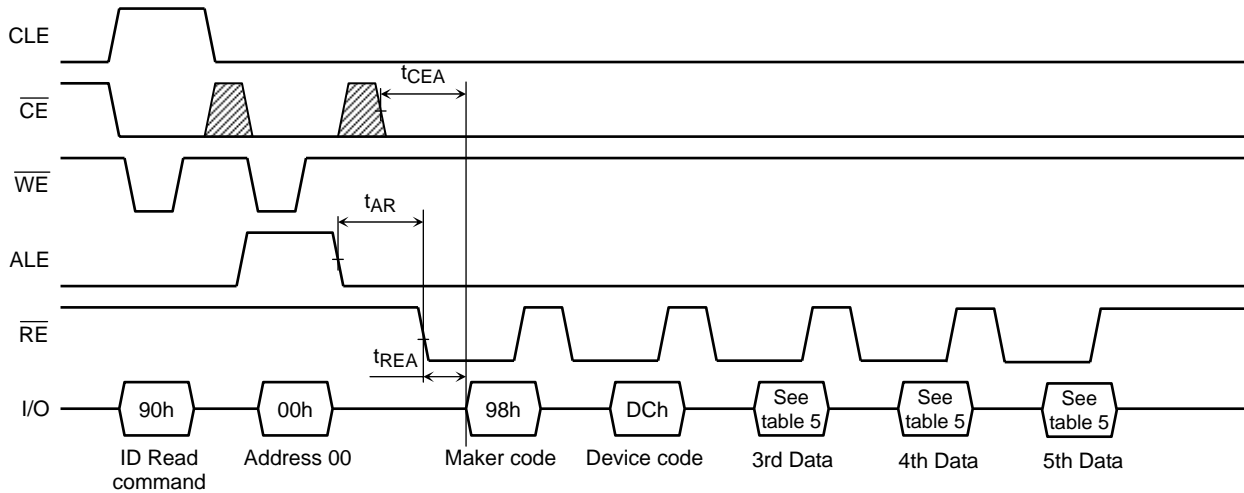 CLE
tCEA
CE
WE
tAR
ALE
RE
tREA
I/O
90h
00h
98h
DCh
See
table 5
See
table 5
See
table 5
ID Read
command
Address 00
Maker code
Device code
3rd Data
4th Data
5th Data